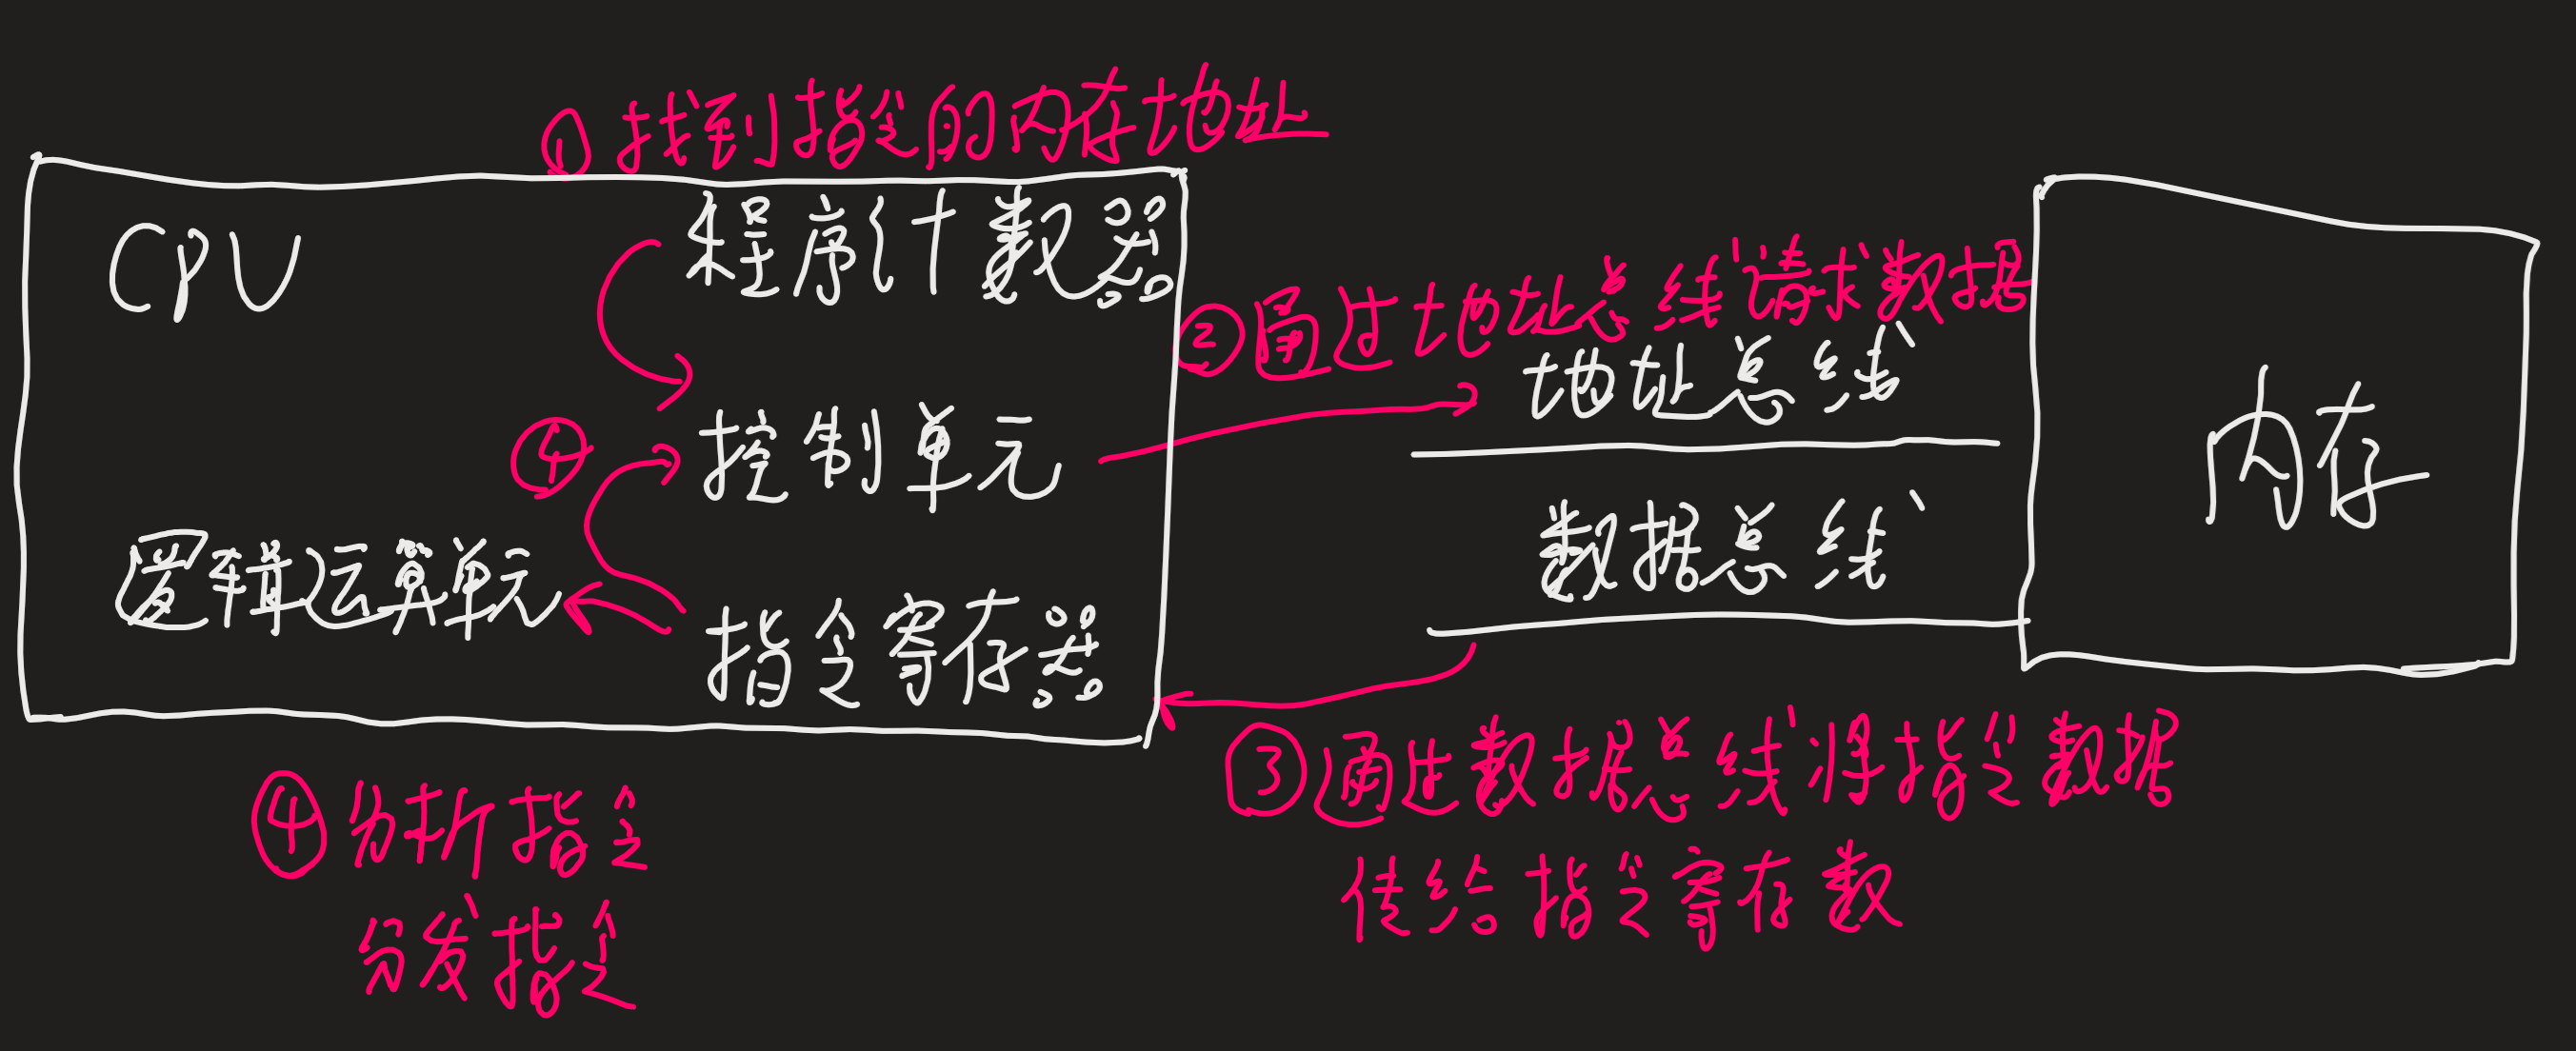 ①找到指令的内存地址
CPU
程序计数器
②通过地址总线请求数据
地址总线
④
控制单元
内存
数据总线
逻辑运算单元
指令寄存器
③通过数据总线将指令数据
传给指令寄存数
④分析指令
分发指令